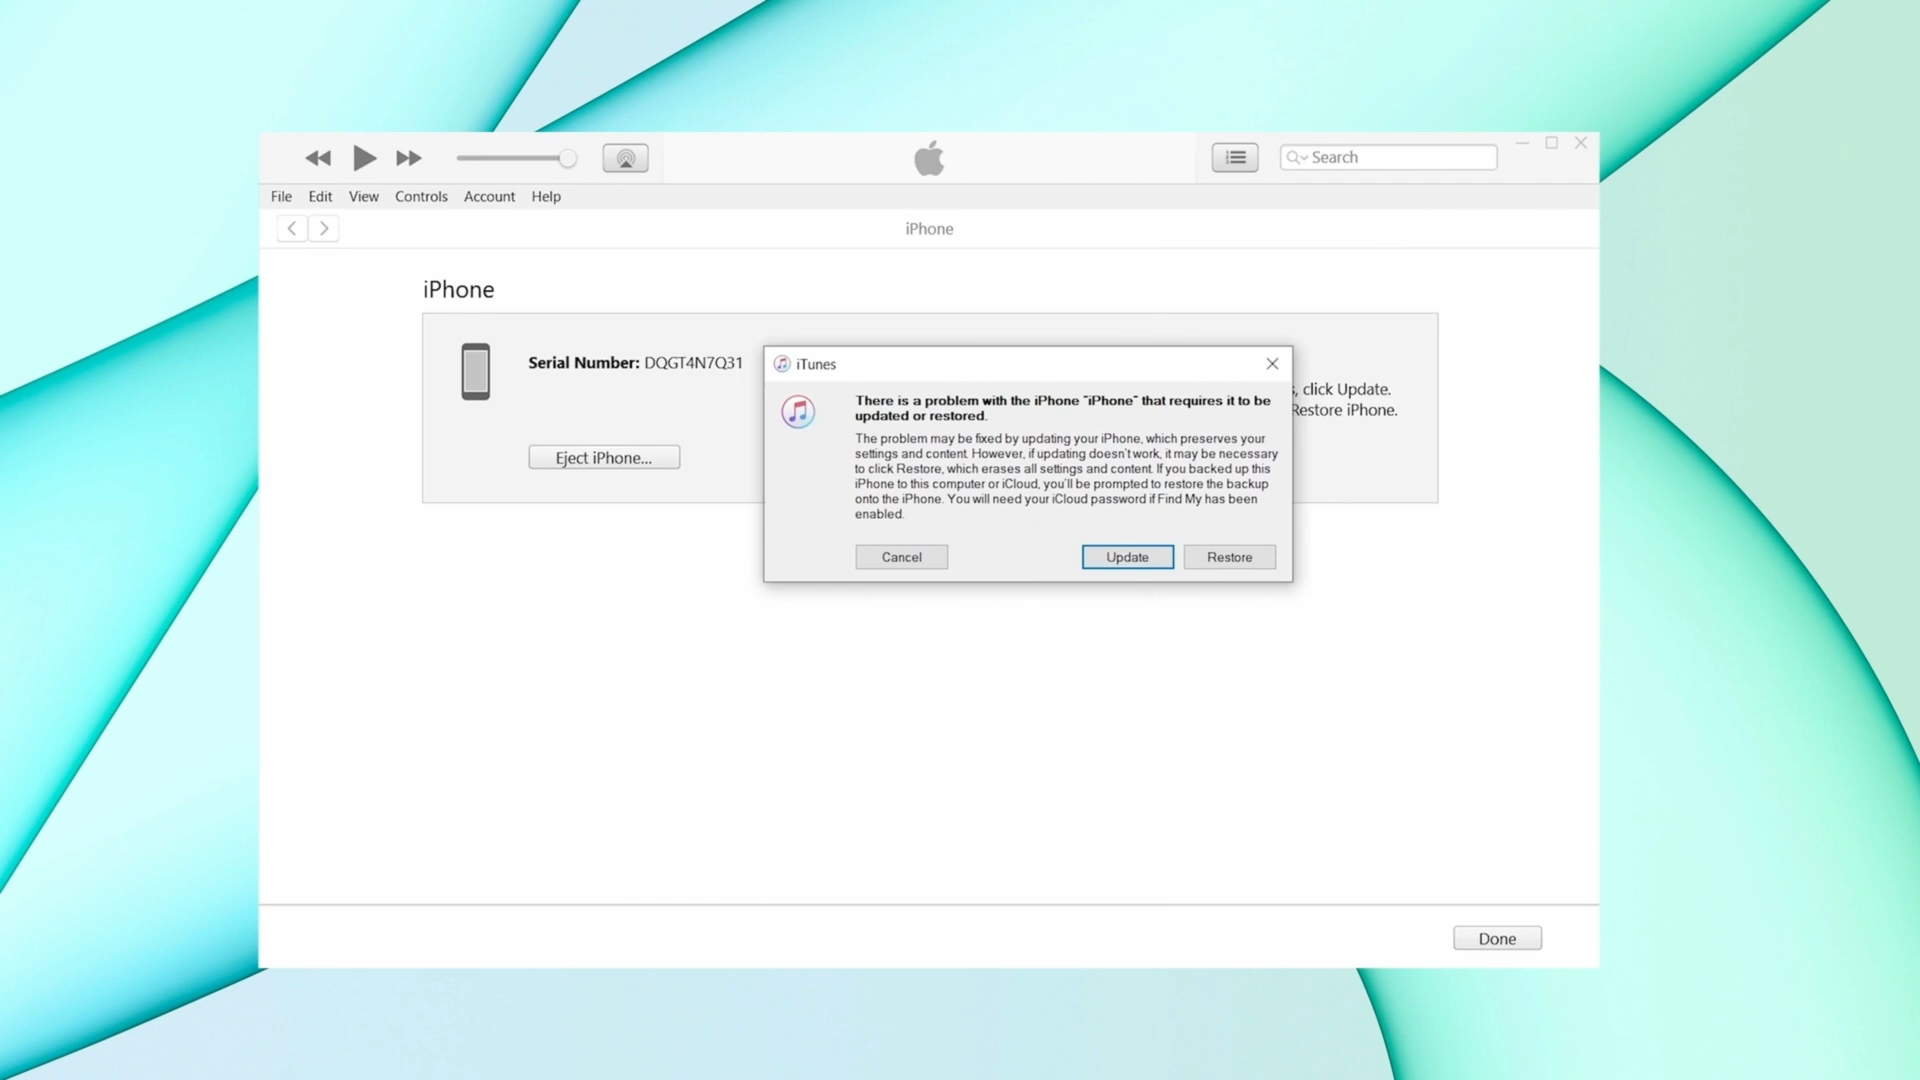 Search
File Edit View Controls Account Help
iPhone
iPhone
Serial Number: DQGT4N7Q31
, click Update.
Restore iPhone.
Eject iPhone...
iTunes
There is a problem with the iPhone "iPhone" that requires it to be
updated or restored.
The problem may be fixed by updating your iPhone, which preserves your
settings and content. However, if updating doesn't work, it may be necessary
to click Restore, which erases all settings and content. If you backed up this
iPhone to this computer or iCloud, you'll be prompted to restore the backup
onto the iPhone. You will need your iCloud password if Find My has been
enabled.
Cancel Update Restore
Done